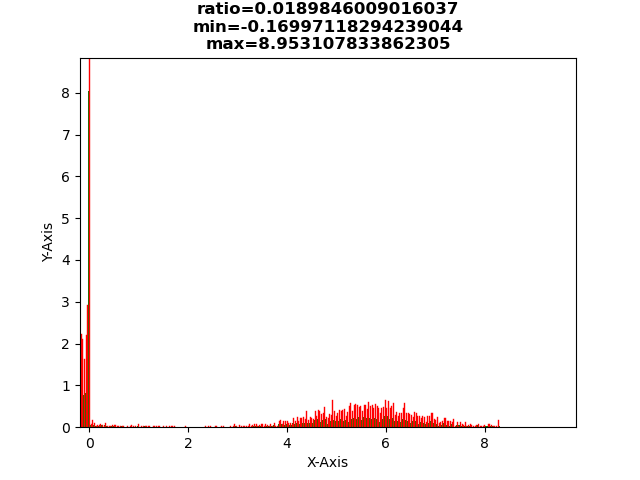 ratio=0.0189846009016037
min=-0.16997118294239044
max=8.953107833862305
8
7
6
5
4
3
2
1
0
Y-Axis
0
2
4
6
8
X-Axis